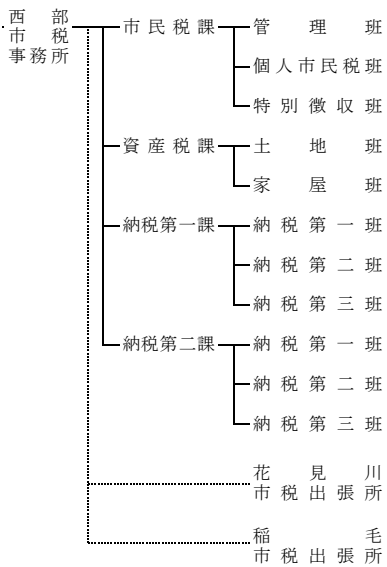 西部
市税
事務所
市民税課
管理班
個人市民税班
特別徴収班
資産税課
土地班
家屋班
納税第一課
納税第一班
納税第二班
納税第三班
納税第二課
納税第一班
納税第二班
納税第三班
花見川
市税出張所
稲毛
市税出張所